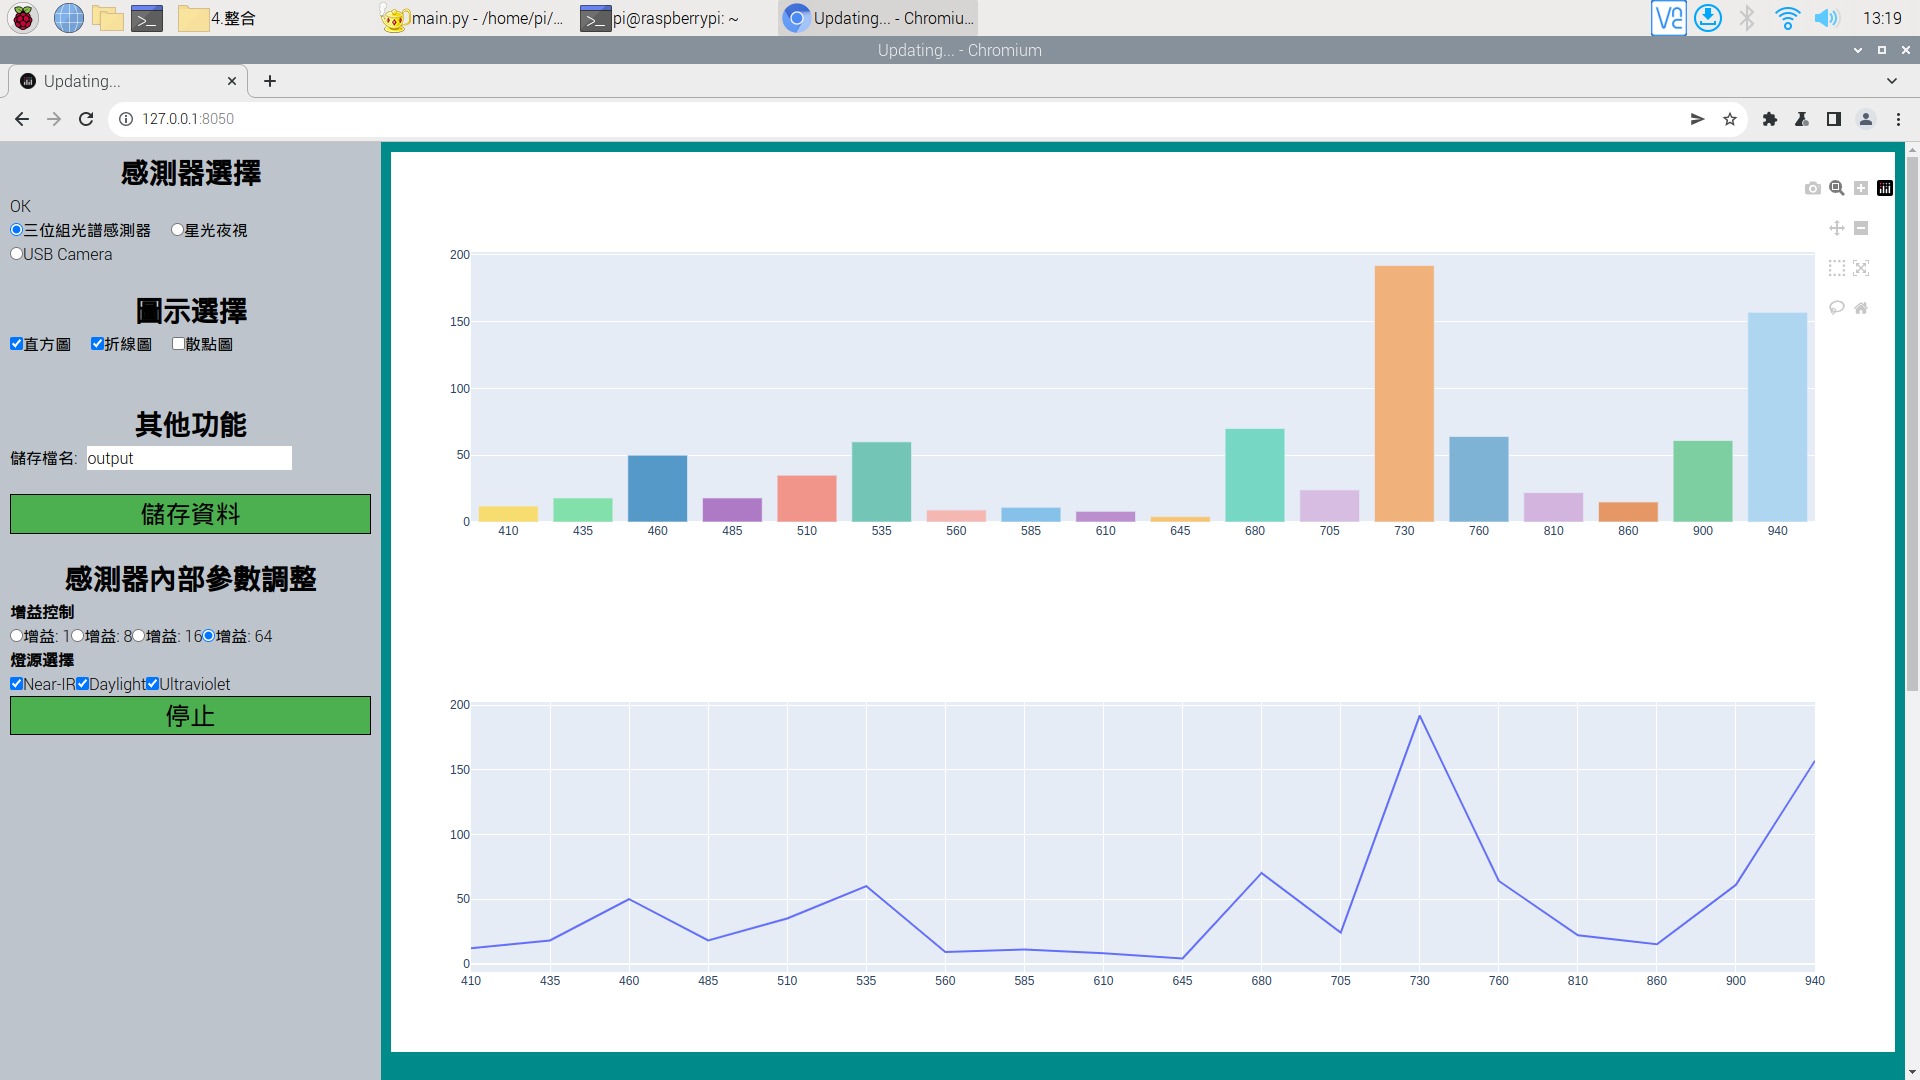 4.整合
main.py - /home/pi/...
pi@raspberrypi: ~
Updating... - Chromiu...
13:19
Updating... - Chromium
Updating...
127.0.0.1:8050
感測器選擇
OK
三位組光譜感測器 星光夜視
USB Camera
圖示選擇
直方圖 折線圖 散點圖
其他功能
儲存檔名: output
儲存資料
感測器內部參數調整
增益控制
增益: 1 增益: 8 增益: 16 增益: 64
燈源選擇
Near-IR Daylight Ultraviolet
停止
200
150
100
50
0
410 435 460 485 510 535 560 585 610 645 680 705 730 760 810 860 900 940
200
150
100
50
0
410 435 460 485 510 535 560 585 610 645 680 705 730 760 810 860 900 940